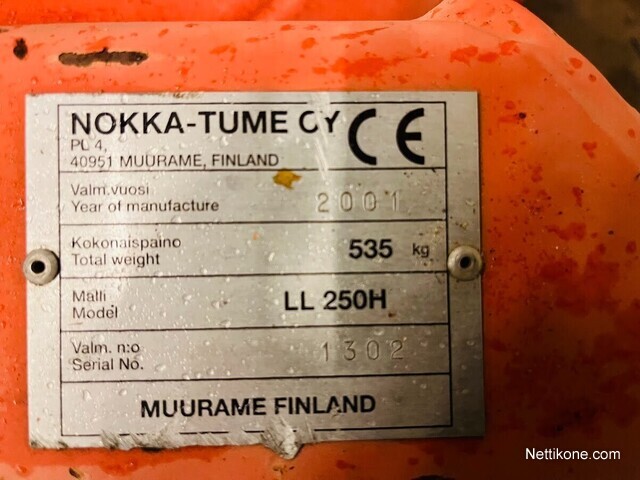 NOKKA-TUME OY CE
PL 4,
40951 MUURAME, FINLAND
Valm.vuosi
Year of manufacture 2001
Kokonaispaino
Total weight 535 kg
Malli
Model LL 250H
Valm. n:o
Serial No. 1302
MUURAME FINLAND
Nettikone.com